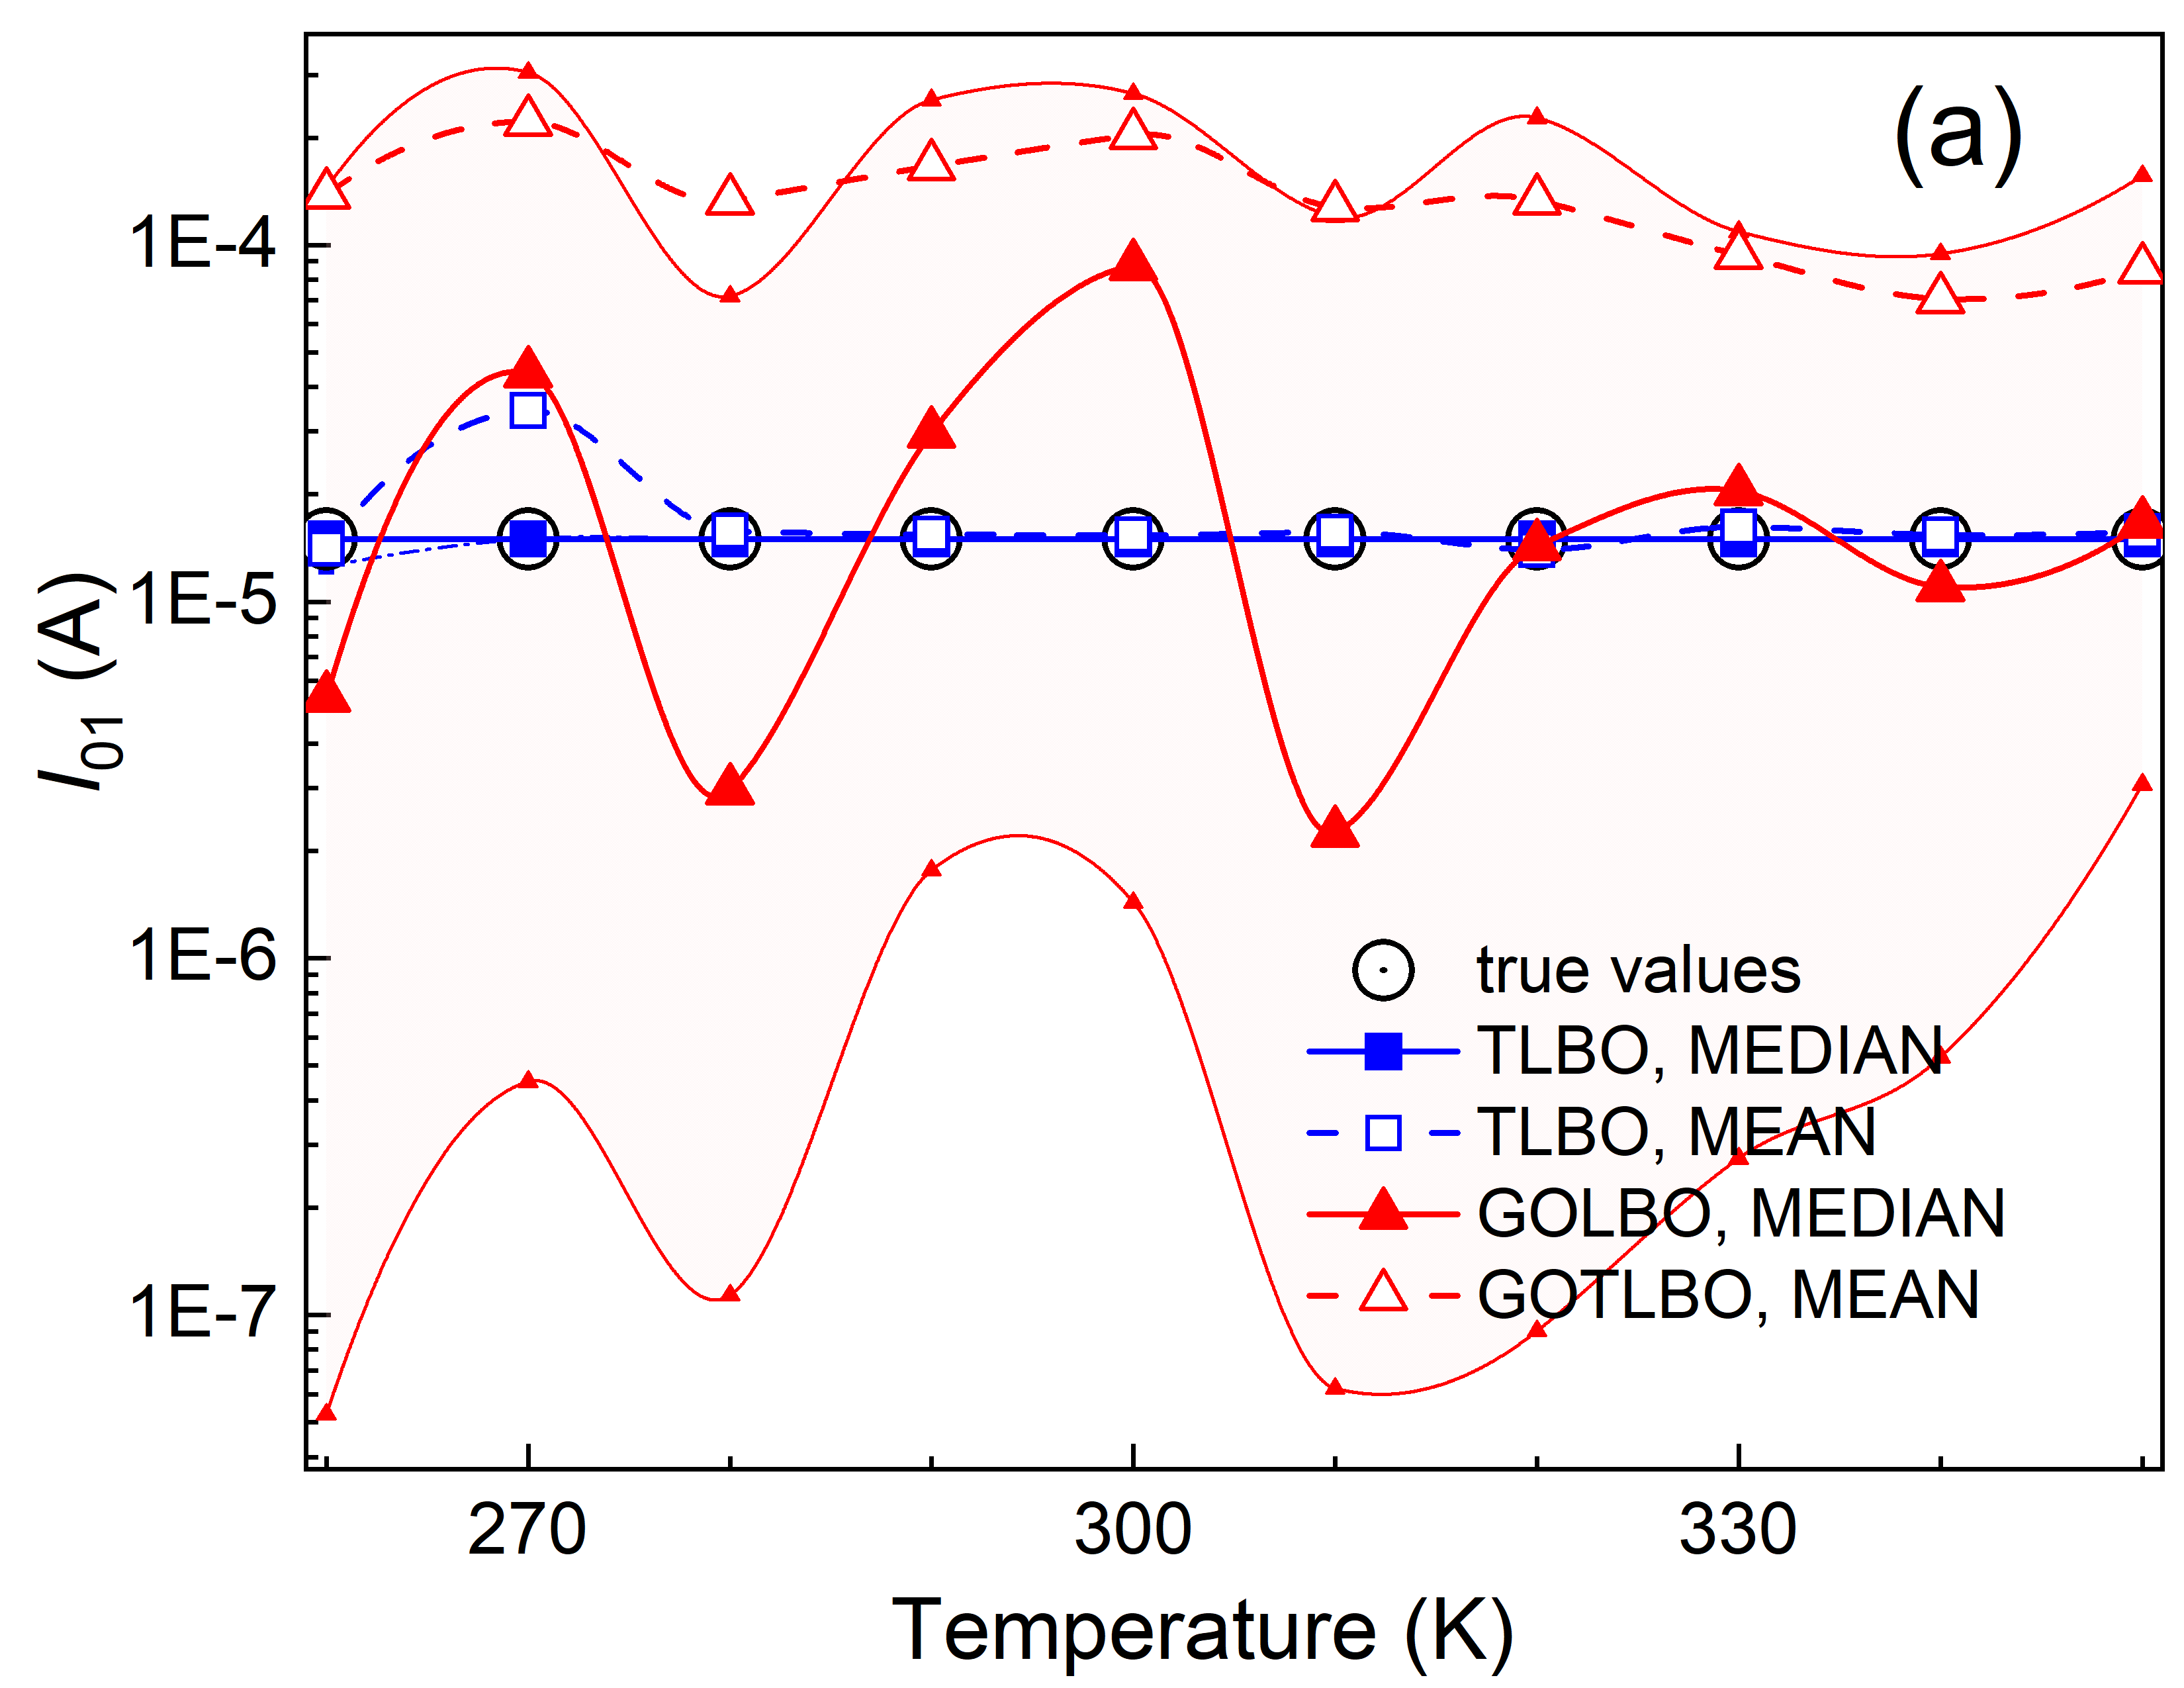 (a)
1E-4
1E-5
1E-6
1E-7
I01 (A)
true values
TLBO, MEDIAN
TLBO, MEAN
GOLBO, MEDIAN
GOTLBO, MEAN
270 300 330
Temperature (K)